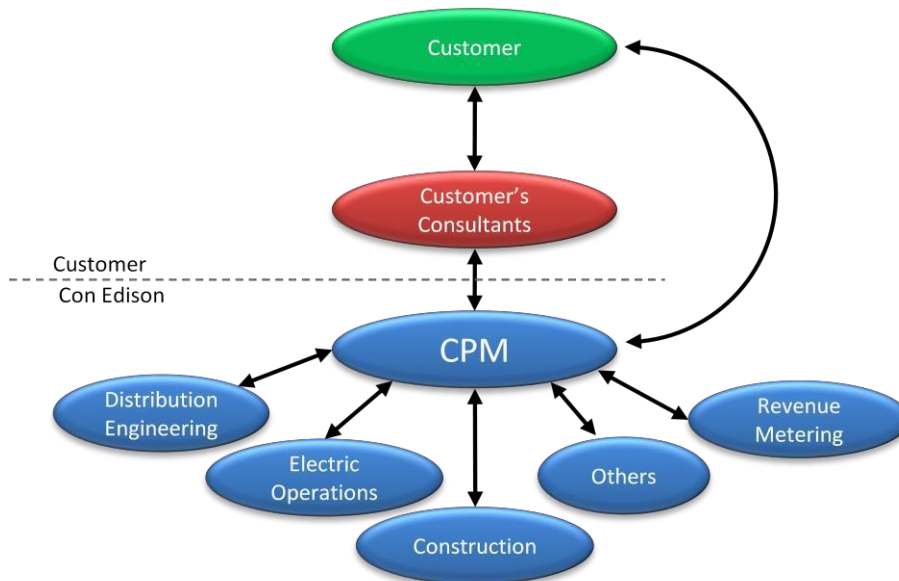 Customer
Customer's
Consultants
Customer
Con Edison
CPM
Distribution
Engineering
Electric
Operations
Construction
Others
Revenue
Metering